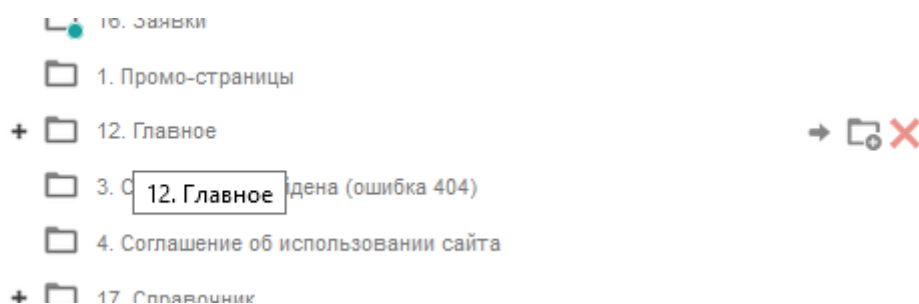 16. Заявки
1. Промо-страницы
12. Главное
3. С йдена (ошибка 404)
12. Главное
4. Соглашение об использовании сайта
17. Справочник